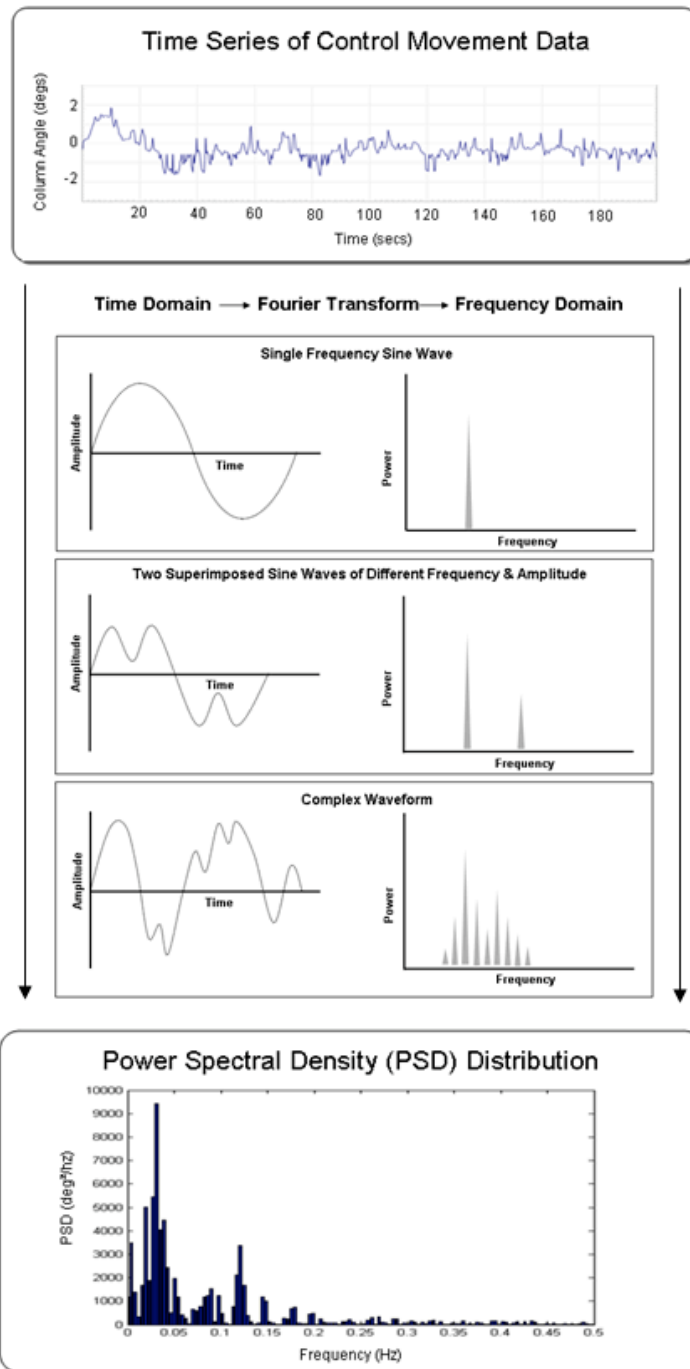 Time Series of Control Movement Data
Column Angle (degs)
2
0
-2
20 40 60 80 100 120 140 160 180
Time (secs)
Time Domain → Fourier Transform → Frequency Domain
Single Frequency Sine Wave
Amplitude
Time
Power
Frequency
Two Superimposed Sine Waves of Different Frequency & Amplitude
Amplitude
Time
Power
Frequency
Complex Waveform
Amplitude
Time
Power
Frequency
Power Spectral Density (PSD) Distribution
PSD (deg²/hz)
10000
9000
8000
7000
6000
5000
4000
3000
2000
1000
0
0 0.05 0.1 0.15 0.2 0.25 0.3 0.35 0.4 0.45 0.5
Frequency (Hz)